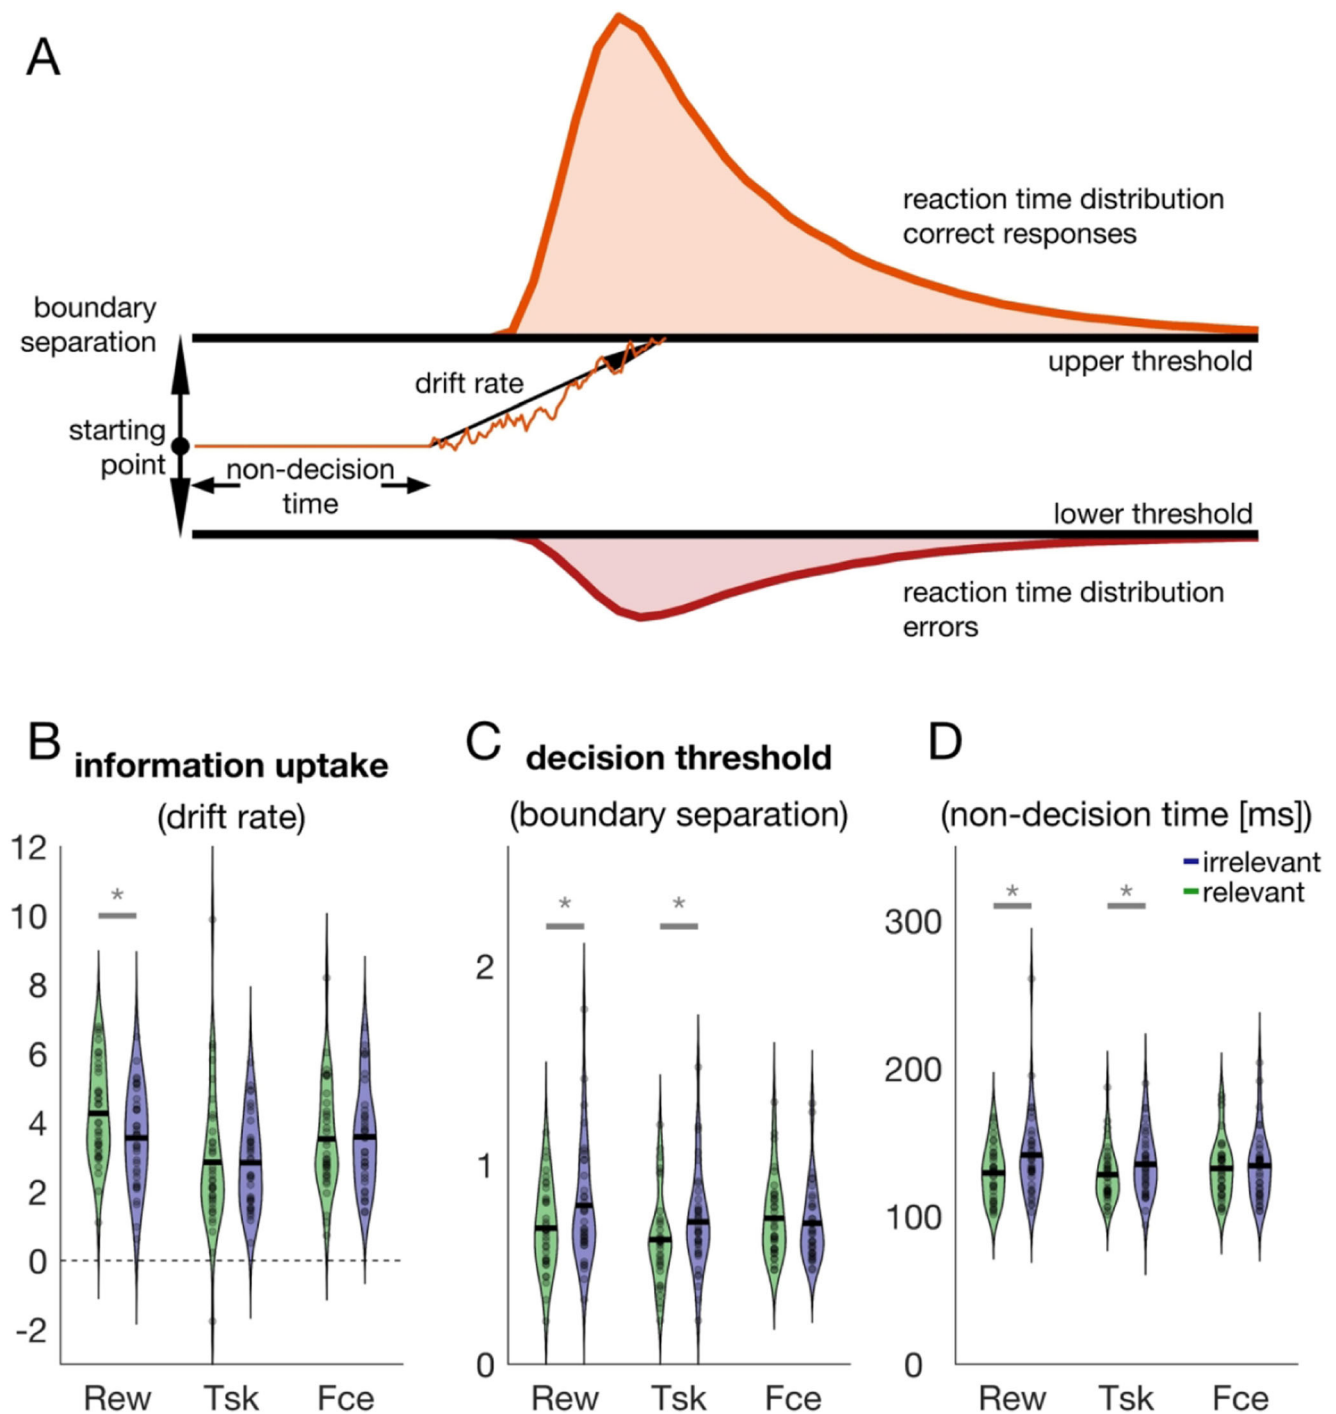 A
reaction time distribution
correct responses
boundary
separation
upper threshold
drift rate
starting
point
non-decision
time
lower threshold
reaction time distribution
errors
B
information uptake
(drift rate)
12
10
8
6
4
2
0
-2
*
Rew
Tsk
Fce
C
decision threshold
(boundary separation)
2
1
0
*
*
Rew
Tsk
Fce
D
(non-decision time [ms])
irrelevant
relevant
300
200
100
0
*
*
Rew
Tsk
Fce